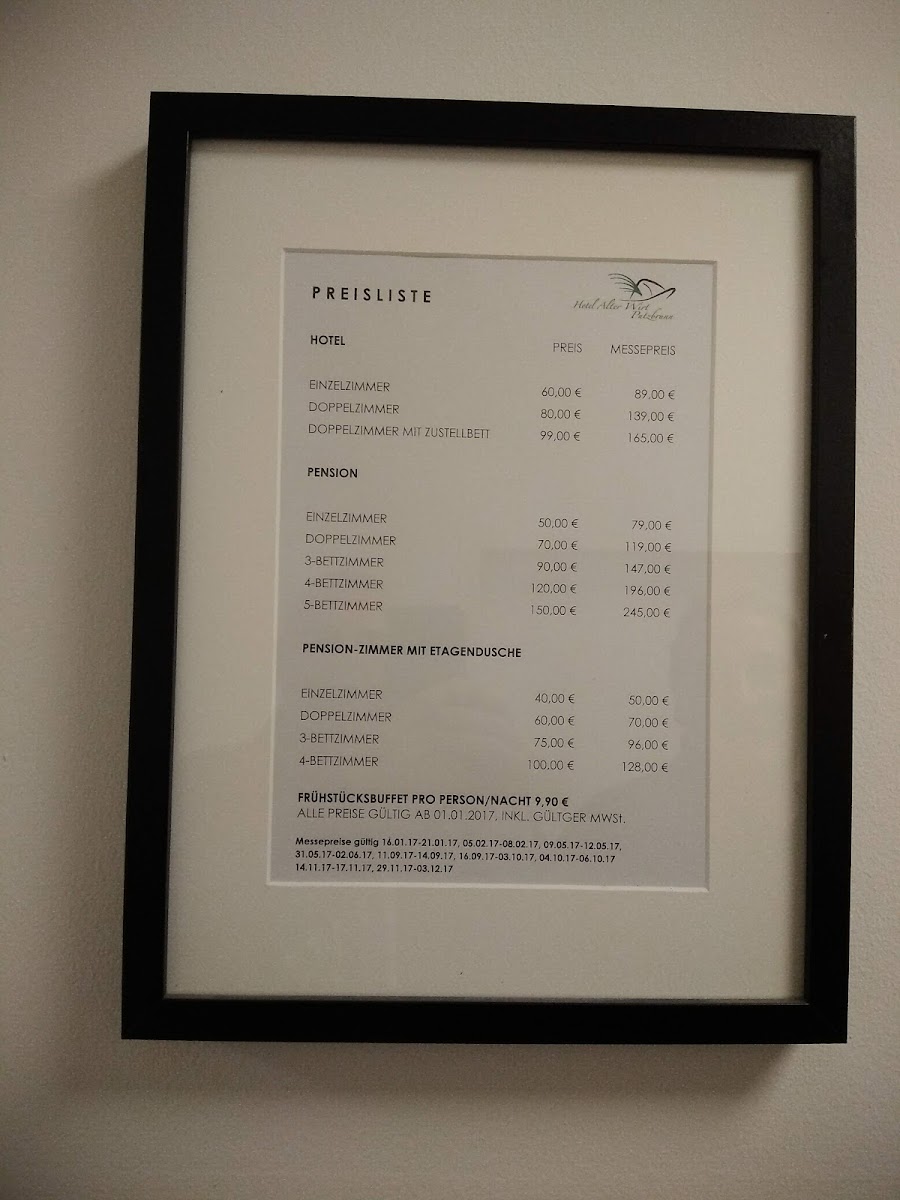 PREISLISTE
Hotel Alter Wirt
Putzbrunn
HOTEL PREIS MESSEPREIS
EINZELZIMMER 60,00 € 89,00 €
DOPPELZIMMER 80,00 € 139,00 €
DOPPELZIMMER MIT ZUSTELLBETT 99,00 € 165,00 €
PENSION
EINZELZIMMER 50,00 € 79,00 €
DOPPELZIMMER 70,00 € 119,00 €
3-BETTZIMMER 90,00 € 147,00 €
4-BETTZIMMER 120,00 € 196,00 €
5-BETTZIMMER 150,00 € 245,00 €
PENSION-ZIMMER MIT ETAGENDUSCHE
EINZELZIMMER 40,00 € 50,00 €
DOPPELZIMMER 60,00 € 70,00 €
3-BETTZIMMER 75,00 € 96,00 €
4-BETTZIMMER 100,00 € 128,00 €
FRÜHSTÜCKSBUFFET PRO PERSON/NACHT 9,90 €
ALLE PREISE GÜLTIG AB 01.01.2017, INKL. GÜLTGER MWSt.
Messepreise gültig 16.01.17-21.01.17, 05.02.17-08.02.17, 09.05.17-12.05.17,
31.05.17-02.06.17, 11.09.17-14.09.17, 16.09.17-03.10.17, 04.10.17-06.10.17
14.11.17-17.11.17, 29.11.17-03.12.17